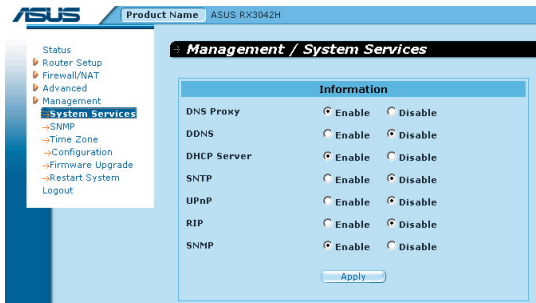 ASUS
Product Name ASUS RX3042H
Status
Router Setup
Firewall/NAT
Advanced
Management
System Services
SNMP
Time Zone
Configuration
Firmware Upgrade
Restart System
Logout
Management / System Services
Information
DNS Proxy Enable Disable
DDNS Enable Disable
DHCP Server Enable Disable
SNTP Enable Disable
UPnP Enable Disable
RIP Enable Disable
SNMP Enable Disable
Apply